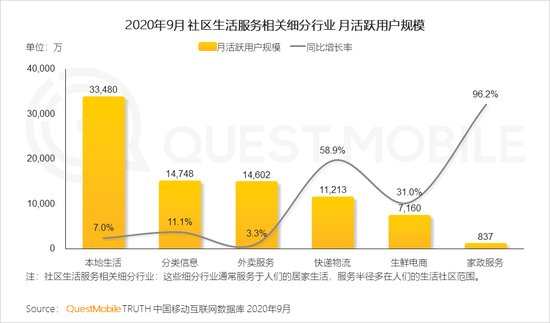 2020年9月 社区生活服务相关细分行业 月活跃用户规模
单位：万
月活跃用户规模 同比增长率
40,000
30,000
20,000
10,000
0
33,480
14,748
14,602
11,213
7,160
837
7.0%
11.1%
3.3%
58.9%
31.0%
96.2%
QUESTMOBILE
本地生活 分类信息 外卖服务 快递物流 生鲜电商 家政服务
注：社区生活服务相关细分行业：这些细分行业通常服务于人们的居家生活，服务半径多在人们的生活社区范围。
Source：QuestMobile TRUTH 中国移动互联网数据库 2020年9月